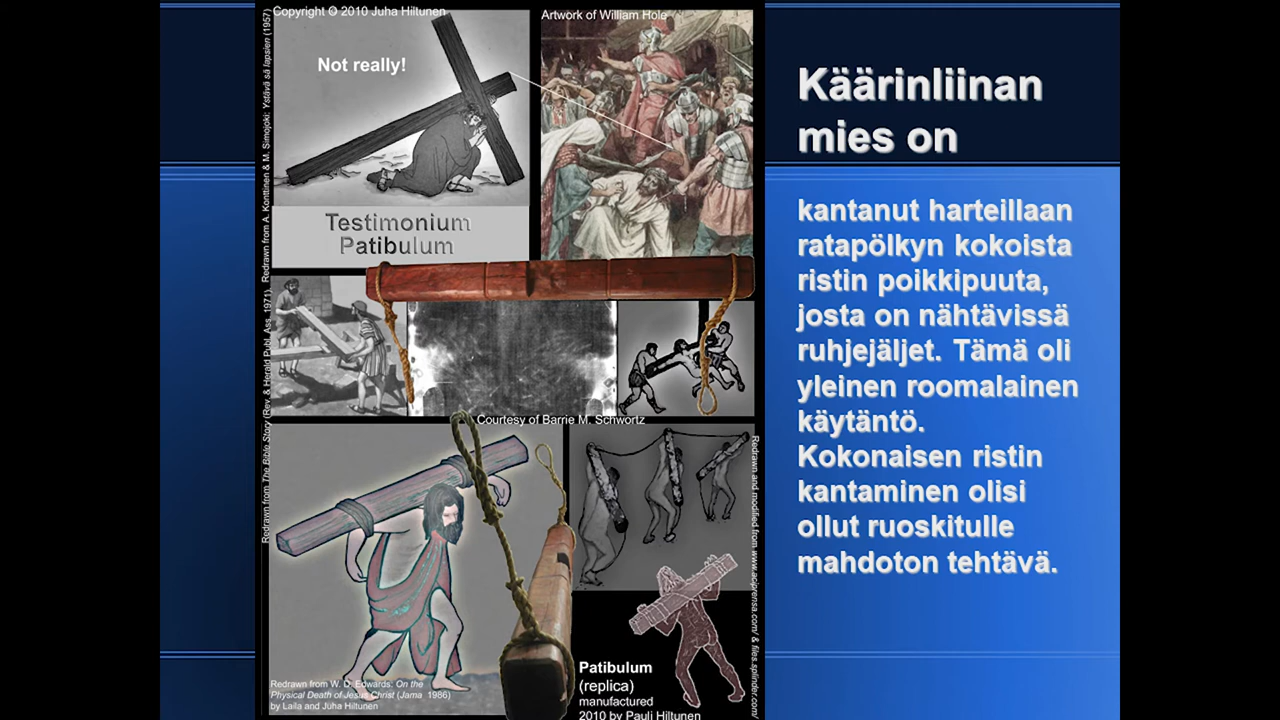 Copyright © 2010 Juha Hiltunen
Artwork of William Hole
Not really!
Testimonium
Patibulum
Redrawn from The Bible Story (Rev. & Herald Publ. Ass. 1971). Redrawn from A. Konttinen & M. Simojoki: Ystävä sä lapsien (1957)
Courtesy of Barrie M. Schwortz
Redrawn and modified from www.aciprensa.com/ & files.splinder.com/
Redrawn from W. D. Edwards: On the
Physical Death of Jesus Christ (Jama 1986)
by Laila and Juha Hiltunen
Patibulum
(replica)
manufactured
2010 by Pauli Hiltunen
Käärinliinan
mies on
kantanut harteillaan
ratapölkyn kokoista
ristin poikkipuuta,
josta on nähtävissä
ruhjejäljet. Tämä oli
yleinen roomalainen
käytäntö.
Kokonaisen ristin
kantaminen olisi
ollut ruoskitulle
mahdoton tehtävä.